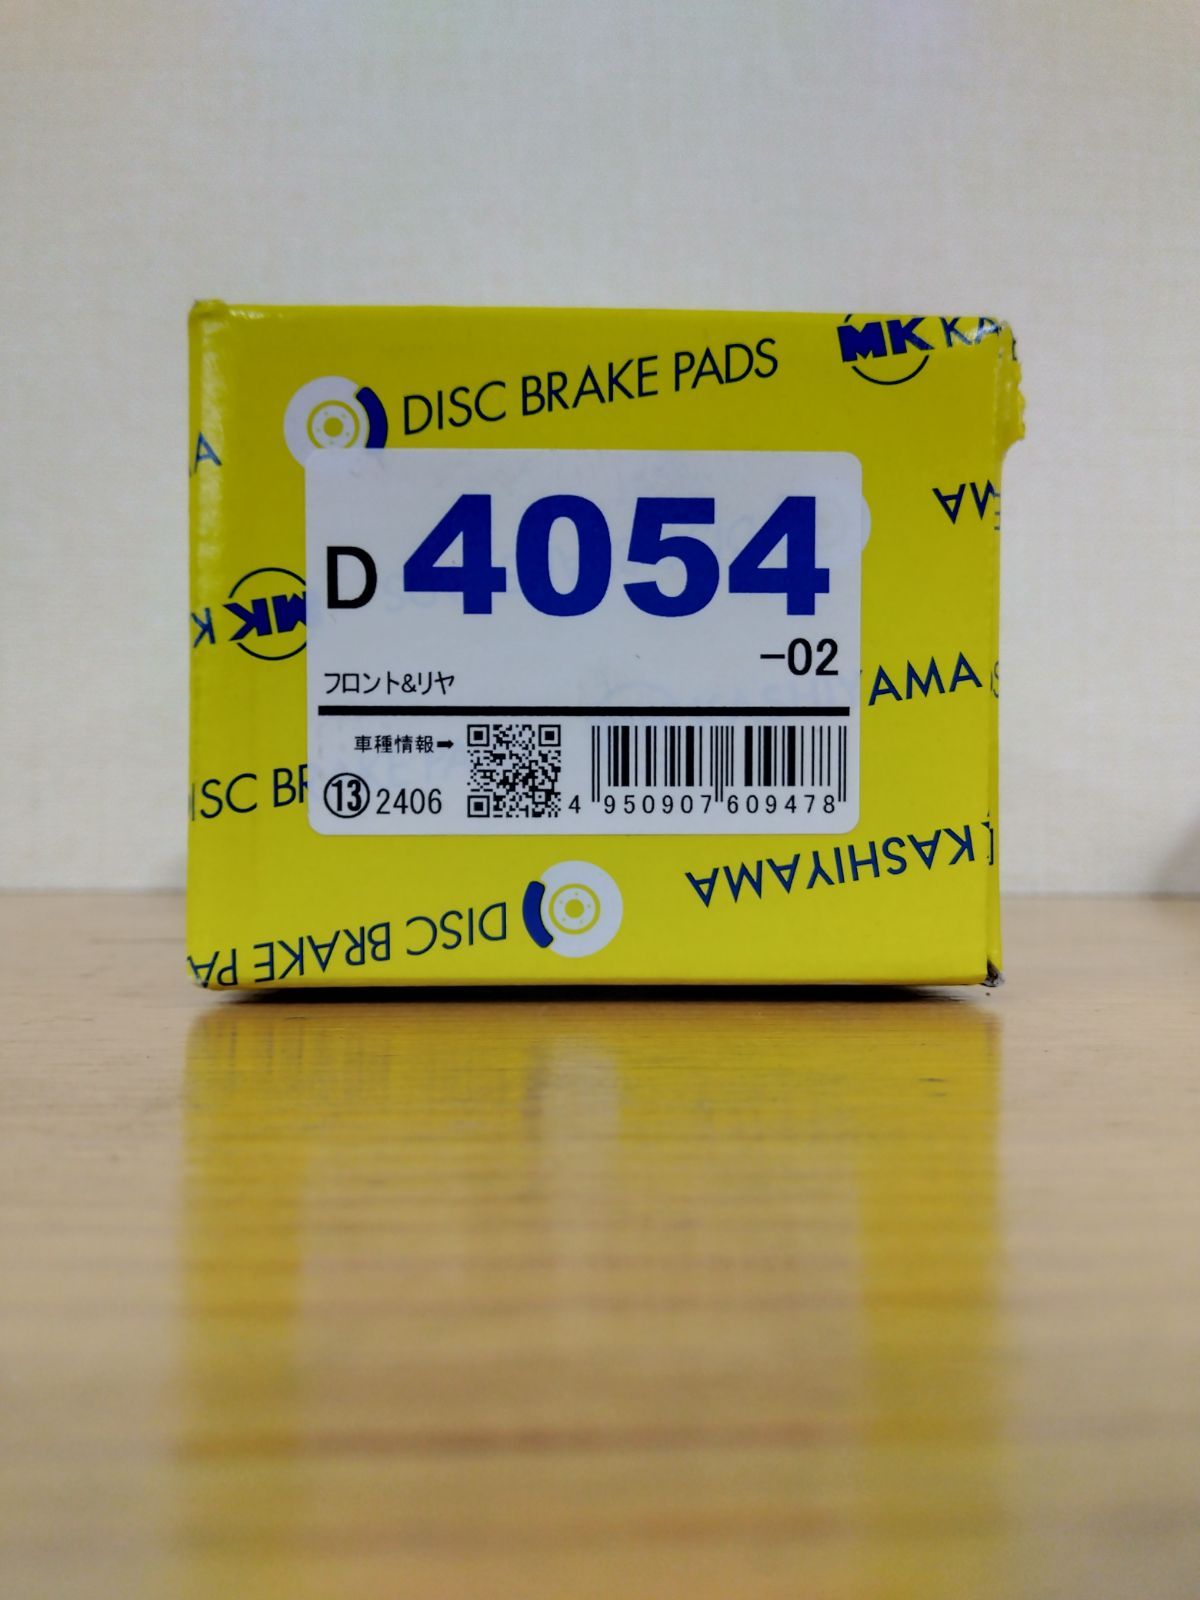 DISC BRAKE PADS
MK KA
A
D 4054
-02
フロント&リヤ
車種情報➡
⑬2406
4 950907 609478
MK K
AMA
DISC BR
KASHIYAMA
DISC BRAKE PA